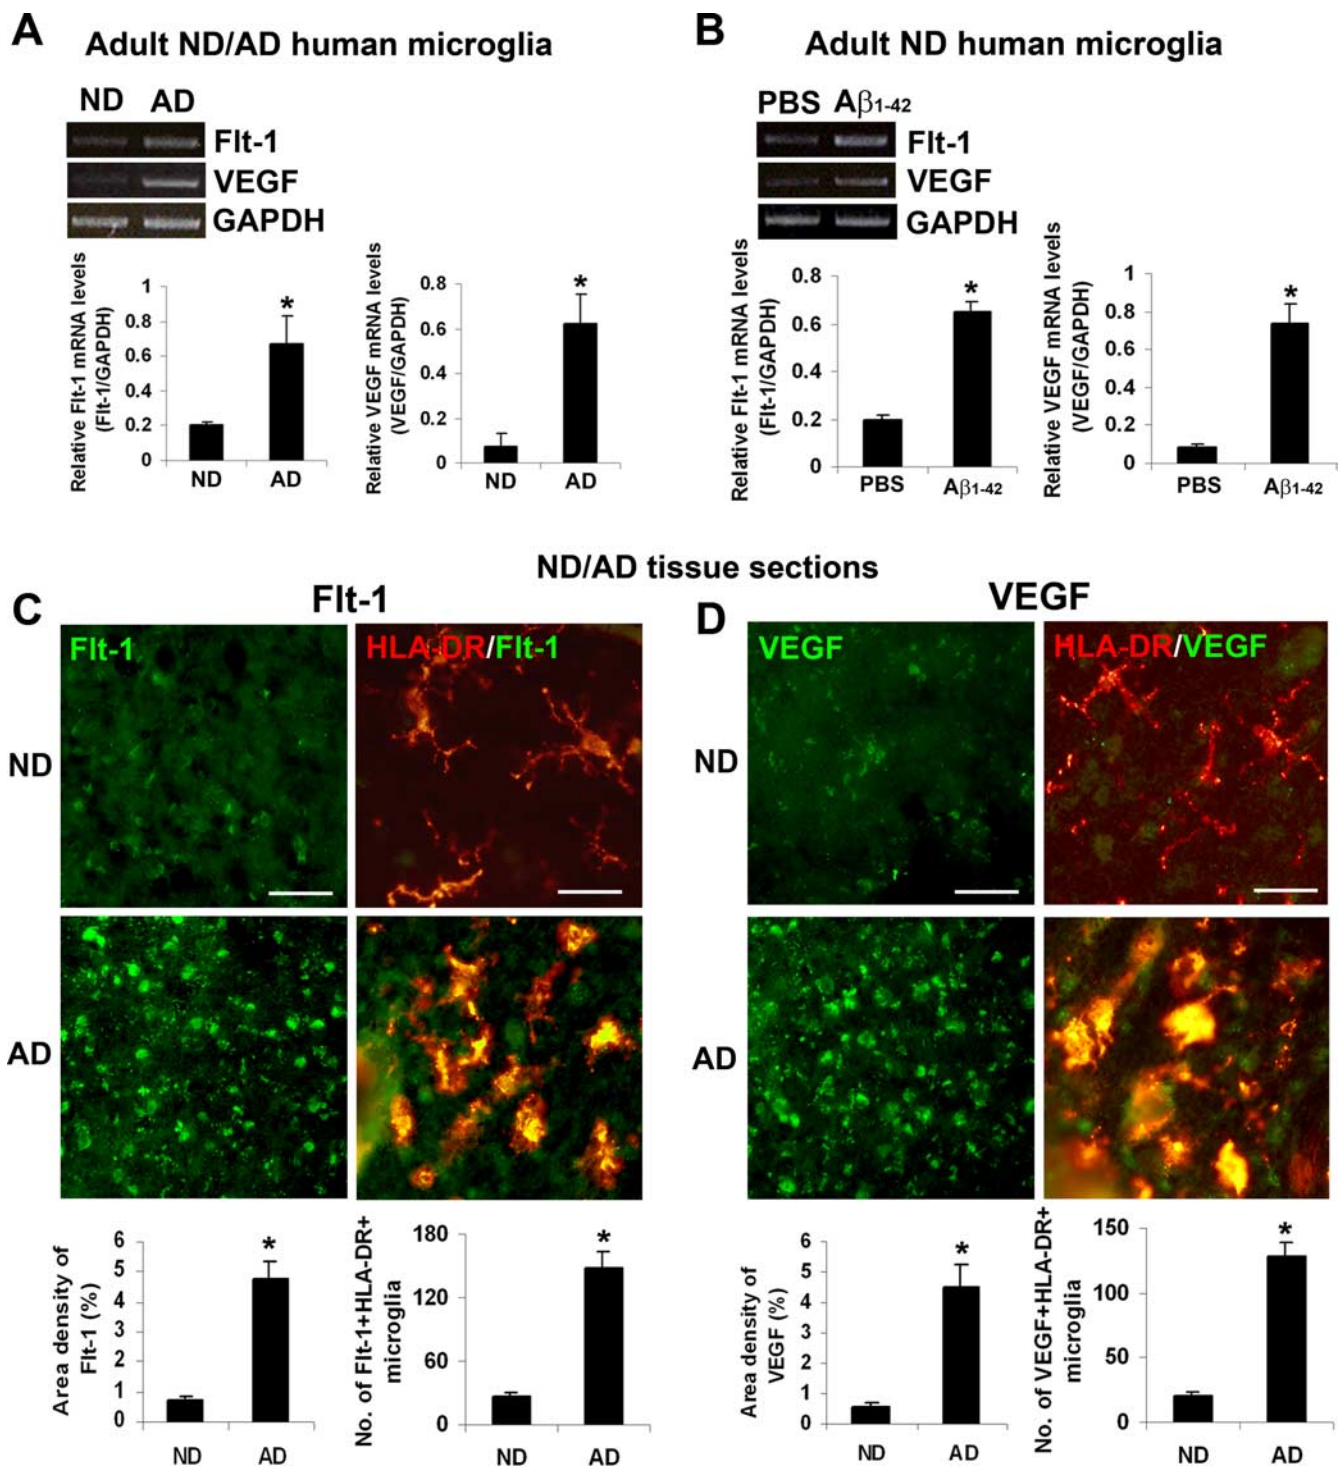 A
Adult ND/AD human microglia
ND AD
Flt-1
VEGF
GAPDH
Relative Flt-1 mRNA levels
(Flt-1/GAPDH)
1
0.8
0.6
0.4
0.2
0
*
ND AD
Relative VEGF mRNA levels
(VEGF/GAPDH)
0.8
0.6
0.4
0.2
0
*
ND AD
B
Adult ND human microglia
PBS Aβ1-42
Flt-1
VEGF
GAPDH
Relative Flt-1 mRNA levels
(Flt-1/GAPDH)
0.8
0.6
0.4
0.2
0
*
PBS Aβ1-42
Relative VEGF mRNA levels
(VEGF/GAPDH)
1
0.8
0.6
0.4
0.2
0
*
PBS Aβ1-42
ND/AD tissue sections
C
Flt-1
Flt-1
HLA-DR/Flt-1
ND
AD
Area density of
Flt-1 (%)
6
5
4
3
2
1
0
*
ND AD
No. of Flt-1+HLA-DR+
microglia
180
120
60
0
*
ND AD
D
VEGF
VEGF
HLA-DR/VEGF
ND
AD
Area density of
VEGF (%)
6
5
4
3
2
1
0
*
ND AD
No. of VEGF+HLA-DR+
microglia
150
100
50
0
*
ND AD